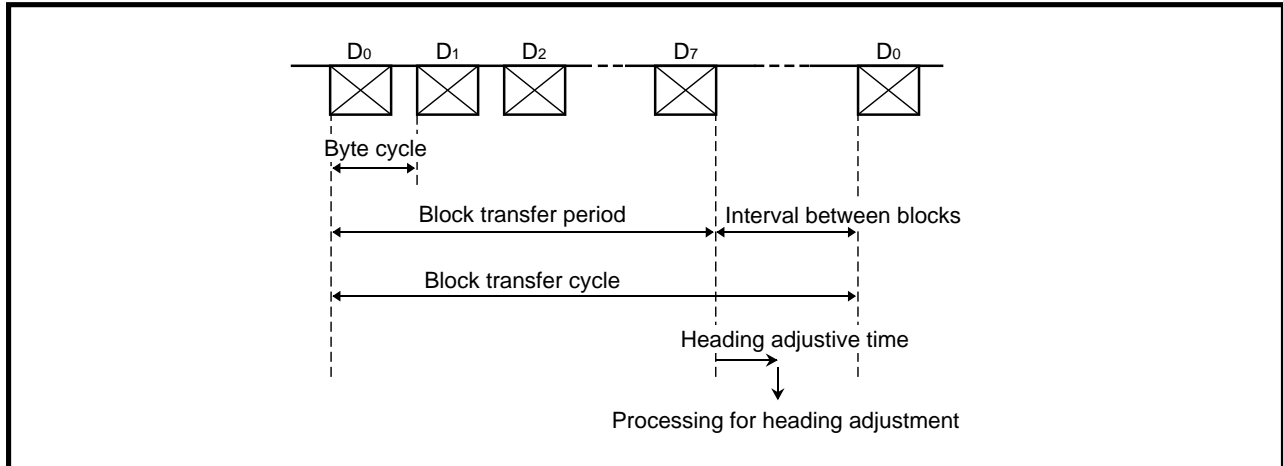 D0 D1 D2 D7 D0
Byte cycle
Block transfer period
Interval between blocks
Block transfer cycle
Heading adjustive time
Processing for heading adjustment